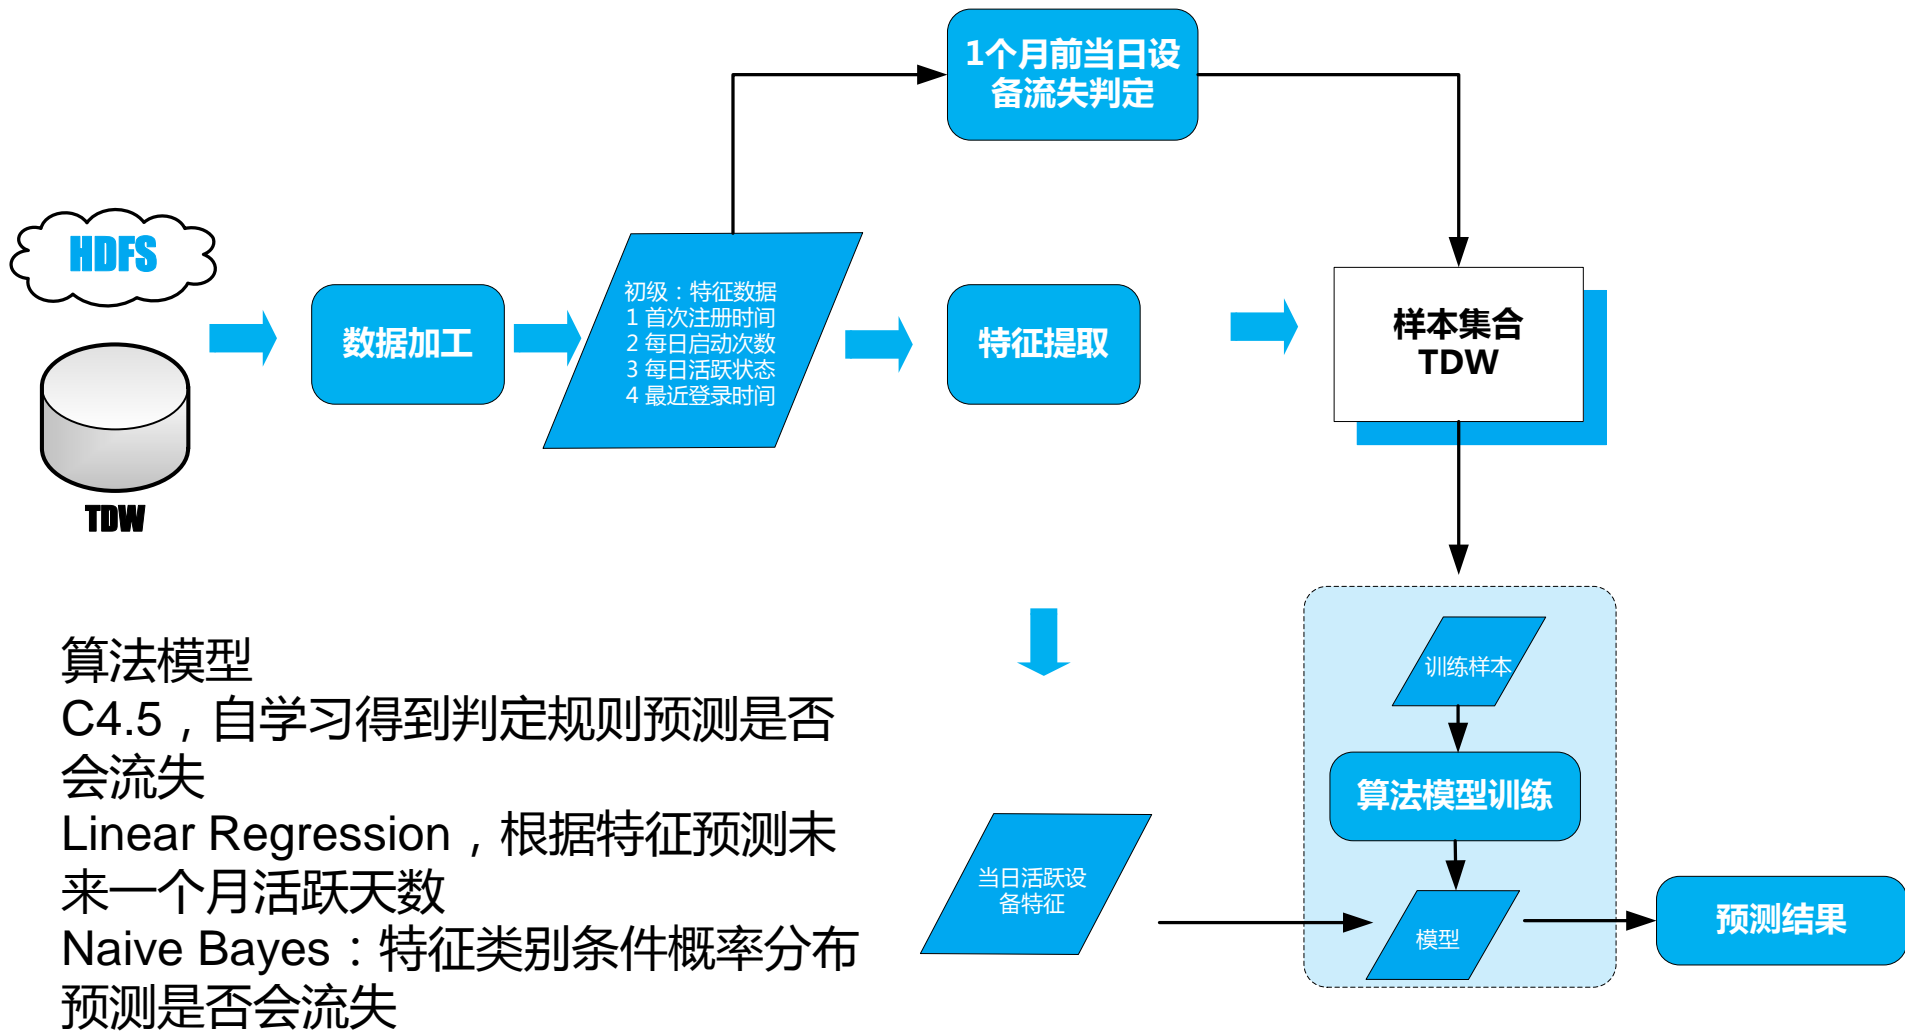 1个月前当日设
备流失判定
HDFS
TDW
数据加工
初级：特征数据
1 首次注册时间
2 每日启动次数
3 每日活跃状态
4 最近登录时间
特征提取
样本集合
TDW
训练样本
算法模型训练
模型
当日活跃设
备特征
预测结果
算法模型
C4.5，自学习得到判定规则预测是否
会流失
Linear Regression，根据特征预测未
来一个月活跃天数
Naive Bayes：特征类别条件概率分布
预测是否会流失